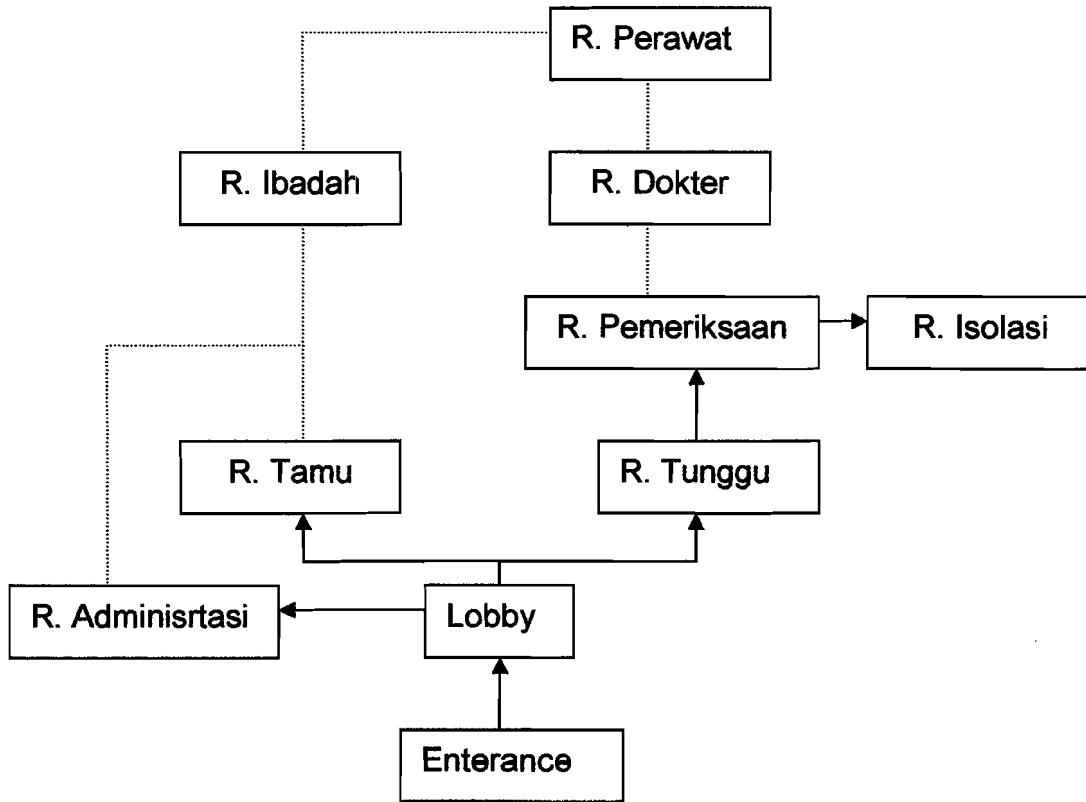 R. Perawat
R. Ibadah
R. Dokter
R. Pemeriksaan
R. Isolasi
R. Tamu
R. Tunggu
R. Adminisrtasi
Lobby
Enterance